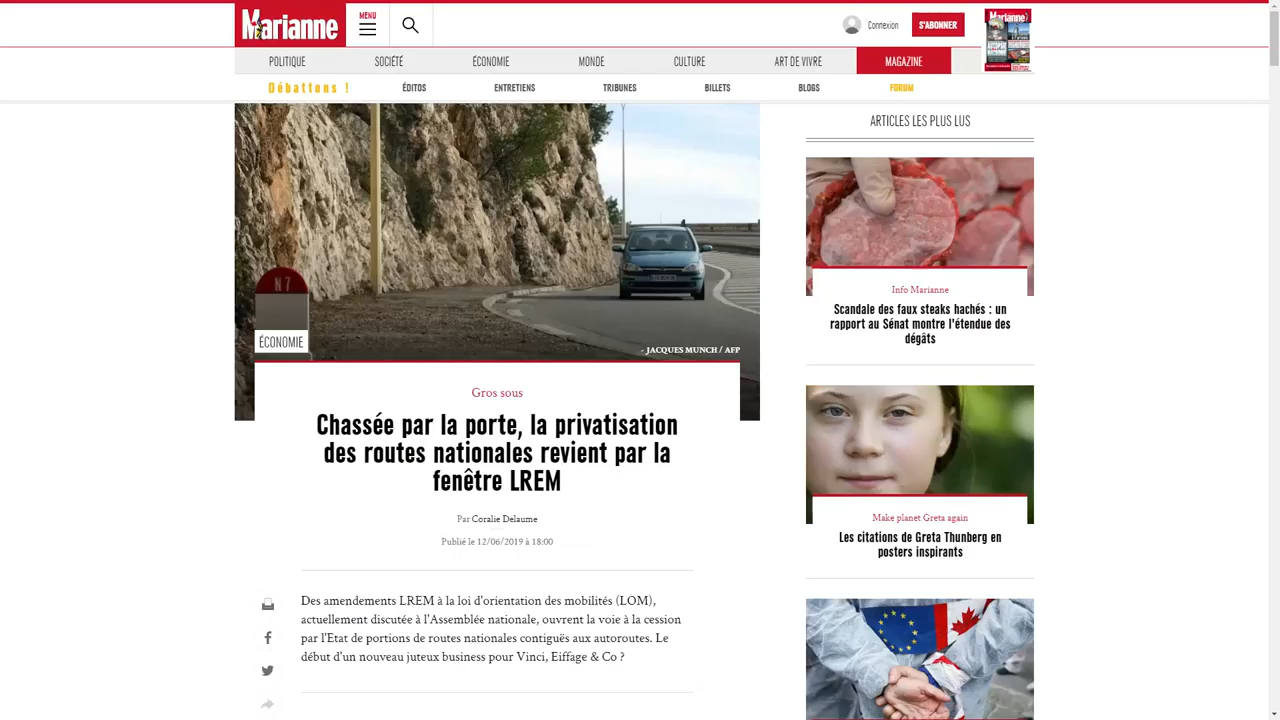 Marianne
MENU
Connexion
S'ABONNER
Marianne
POLITIQUE
SOCIÉTÉ
ÉCONOMIE
MONDE
CULTURE
ART DE VIVRE
MAGAZINE
Débattons !
ÉDITOS
ENTRETIENS
TRIBUNES
BILLETS
BLOGS
FORUM
N 7
ÉCONOMIE
- JACQUES MUNCH / AFP
Gros sous
Chassée par la porte, la privatisation
des routes nationales revient par la
fenêtre LREM
Par Coralie Delaume
Publié le 12/06/2019 à 18:00
Des amendements LREM à la loi d'orientation des mobilités (LOM),
actuellement discutée à l'Assemblée nationale, ouvrent la voie à la cession
par l'Etat de portions de routes nationales contiguës aux autoroutes. Le
début d'un nouveau juteux business pour Vinci, Eiffage & Co ?
ARTICLES LES PLUS LUS
Info Marianne
Scandale des faux steaks hachés : un
rapport au Sénat montre l'étendue des
dégâts
Make planet Greta again
Les citations de Greta Thunberg en
posters inspirants